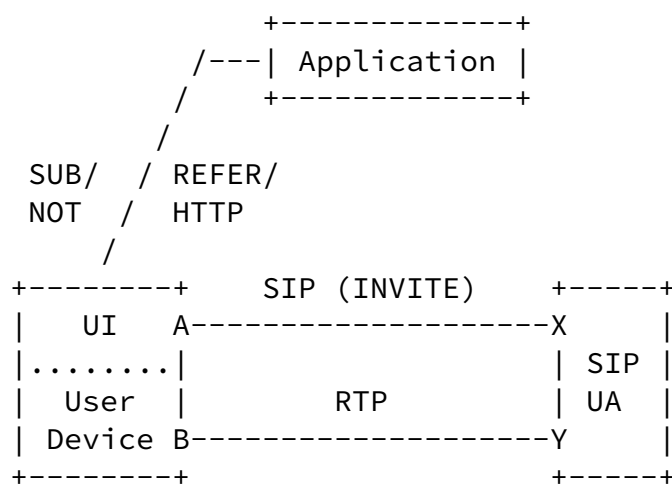 Application
SUB/ REFER/
NOT HTTP
SIP (INVITE)
UI A X
SIP
User RTP UA
Device B Y